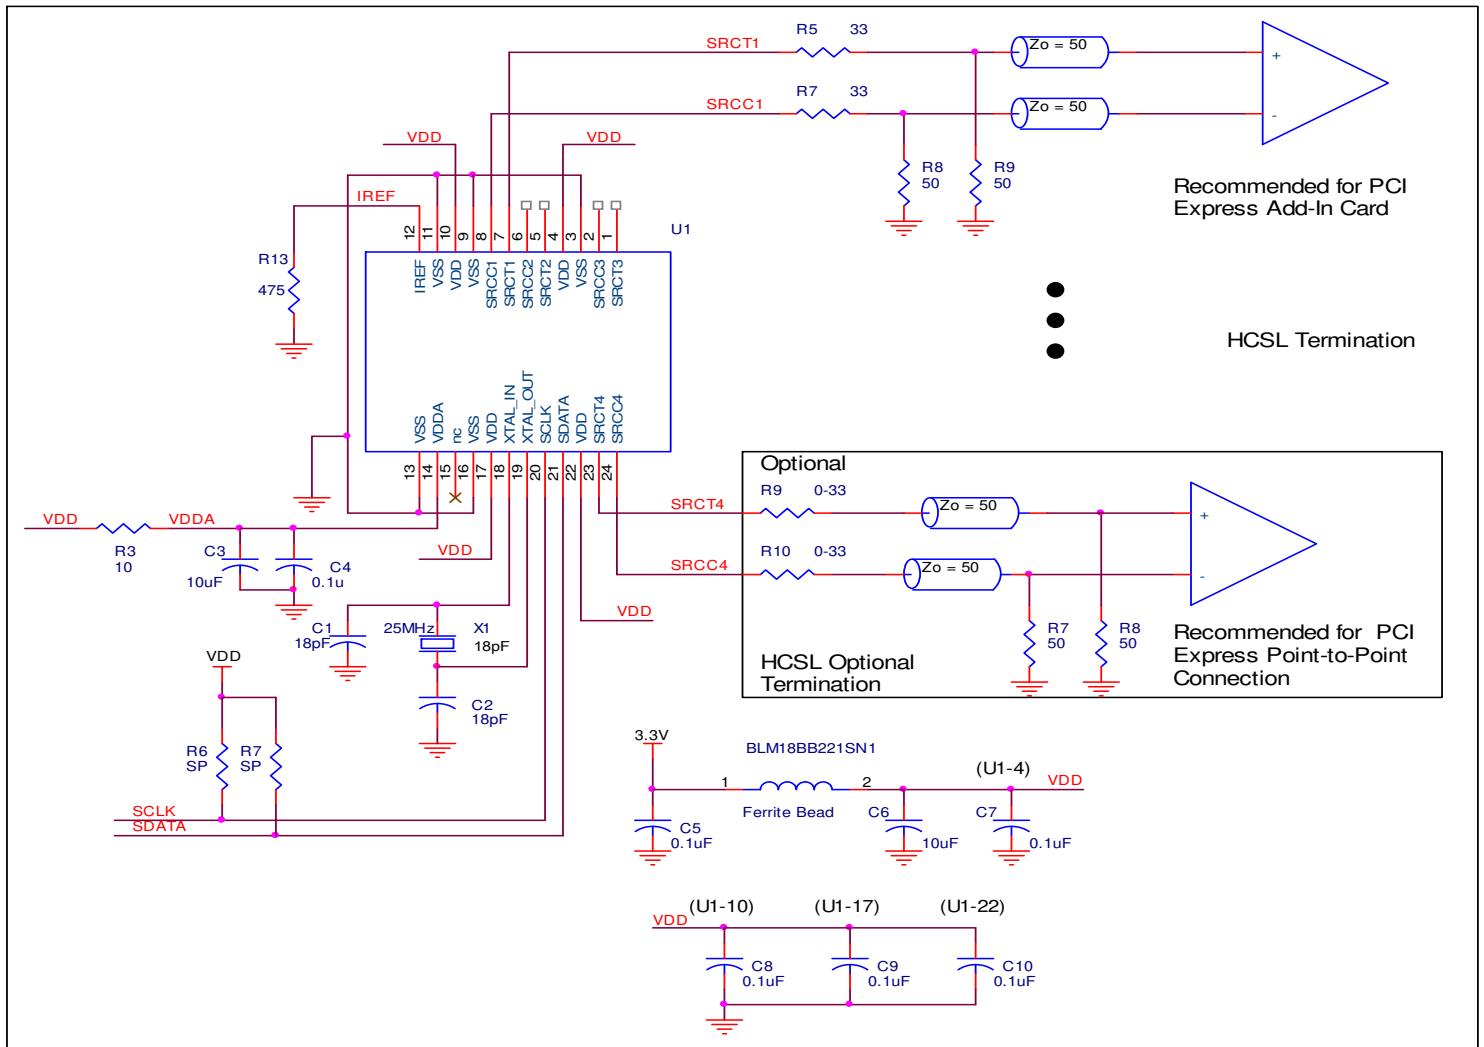 R5 33
SRCT1
Zo = 50
+
R7 33
SRCC1
Zo = 50
-
VDD
VDD
R8
50
R9
50
Recommended for PCI
Express Add-In Card
IREF
U1
12 11 10 9 8 7 6 5 4 3 2 1
IREF VSS VDD VSS SRCC1 SRCT1 SRCC2 SRCT2 VDD VSS SRCC3 SRCT3
R13
475
HCSL Termination
VSS VDDA nc VSS VDD XTAL_IN XTAL_OUT SCLK SDATA VDD SRCT4 SRCC4
13 14 15 16 17 18 19 20 21 22 23 24
Optional
R9 0-33
SRCT4
Zo = 50
+
R10 0-33
SRCC4
Zo = 50
-
R7
50
R8
50
Recommended for PCI
Express Point-to-Point
Connection
HCSL Optional
Termination
VDD
VDDA
R3
10
C3
10uF
C4
0.1u
VDD
VDD
C1
18pF
25MHz
X1
18pF
C2
18pF
VDD
R6
SP
R7
SP
SCLK
SDATA
3.3V
BLM18BB221SN1
1
2
Ferrite Bead
(U1-4)
VDD
C5
0.1uF
C6
10uF
C7
0.1uF
VDD
(U1-10)
(U1-17)
(U1-22)
C8
0.1uF
C9
0.1uF
C10
0.1uF